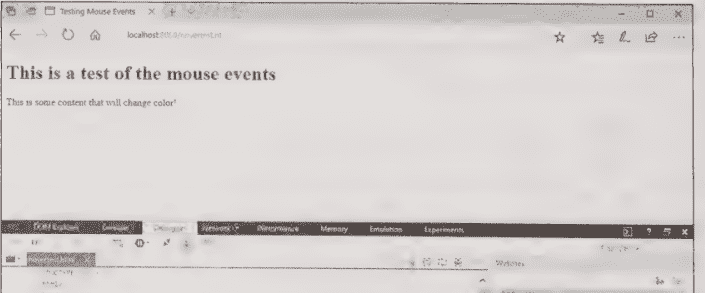 Testing Mouse Events
This is a test of the mouse events
This is some content that will change color!
DOM Explorer Console Debugger Network Performance Memory Emulation Experiments
Watches